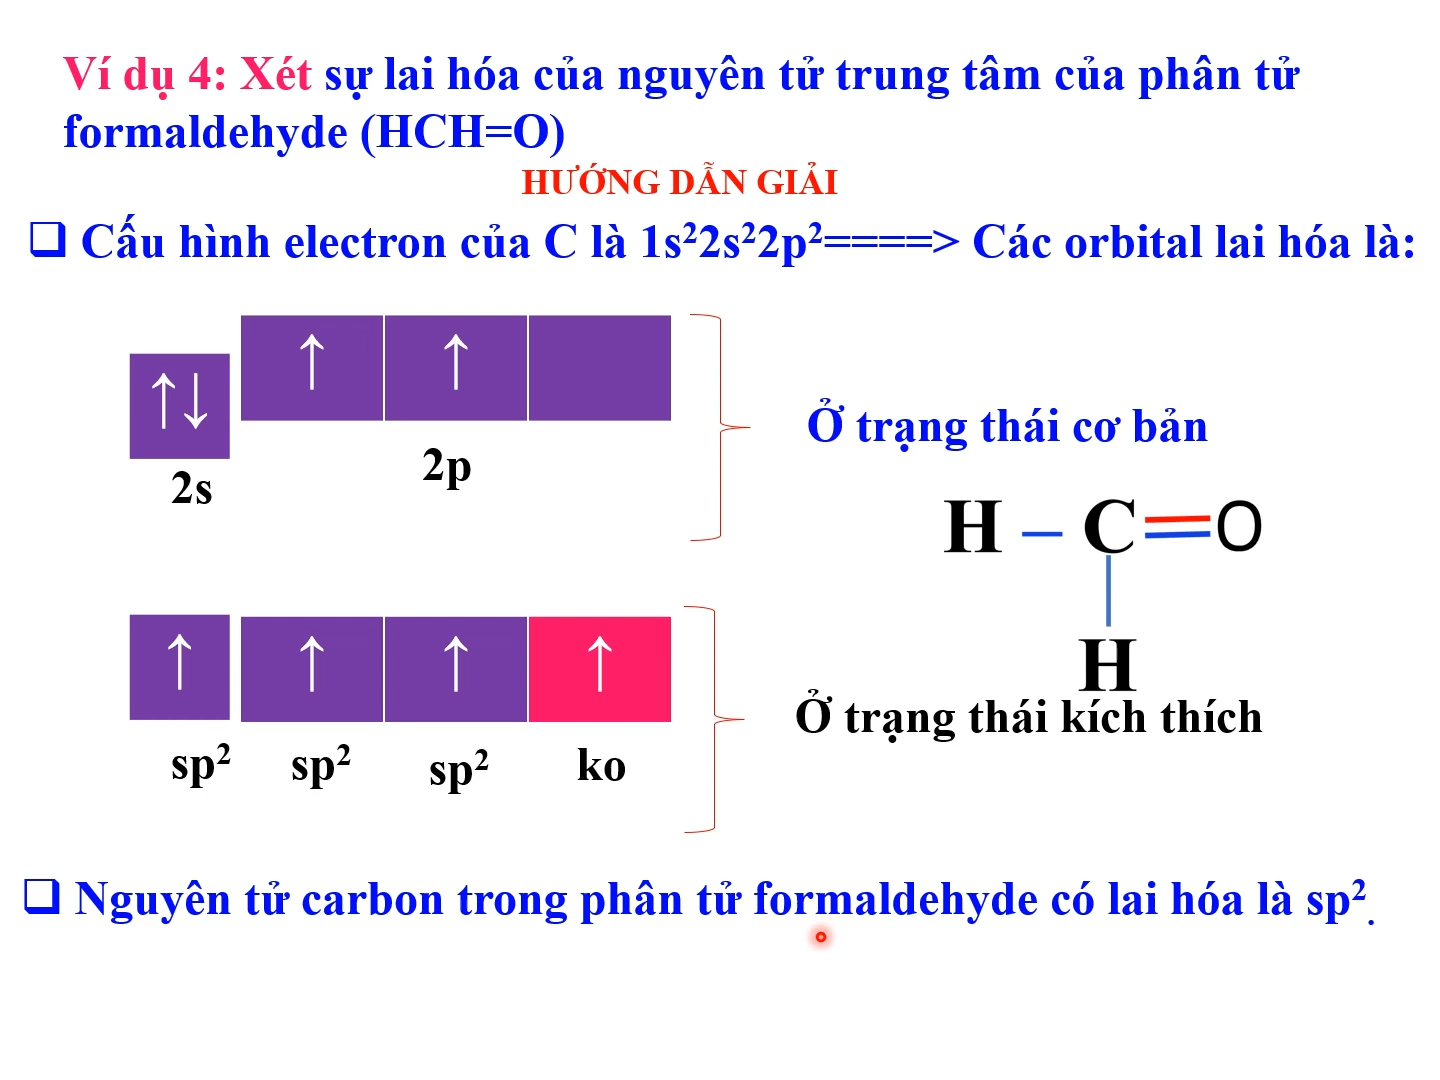 Ví dụ 4: Xét sự lai hóa của nguyên tử trung tâm của phân tử
formaldehyde (HCH=O)
HƯỚNG DẪN GIẢI
❑ Cấu hình electron của C là 1s²2s²2p²====> Các orbital lai hóa là:
↑↓ ↑ ↑
2s 2p
Ở trạng thái cơ bản
H – C = O
H
↑ ↑ ↑ ↑
sp² sp² sp² ko
Ở trạng thái kích thích
❑ Nguyên tử carbon trong phân tử formaldehyde có lai hóa là sp².